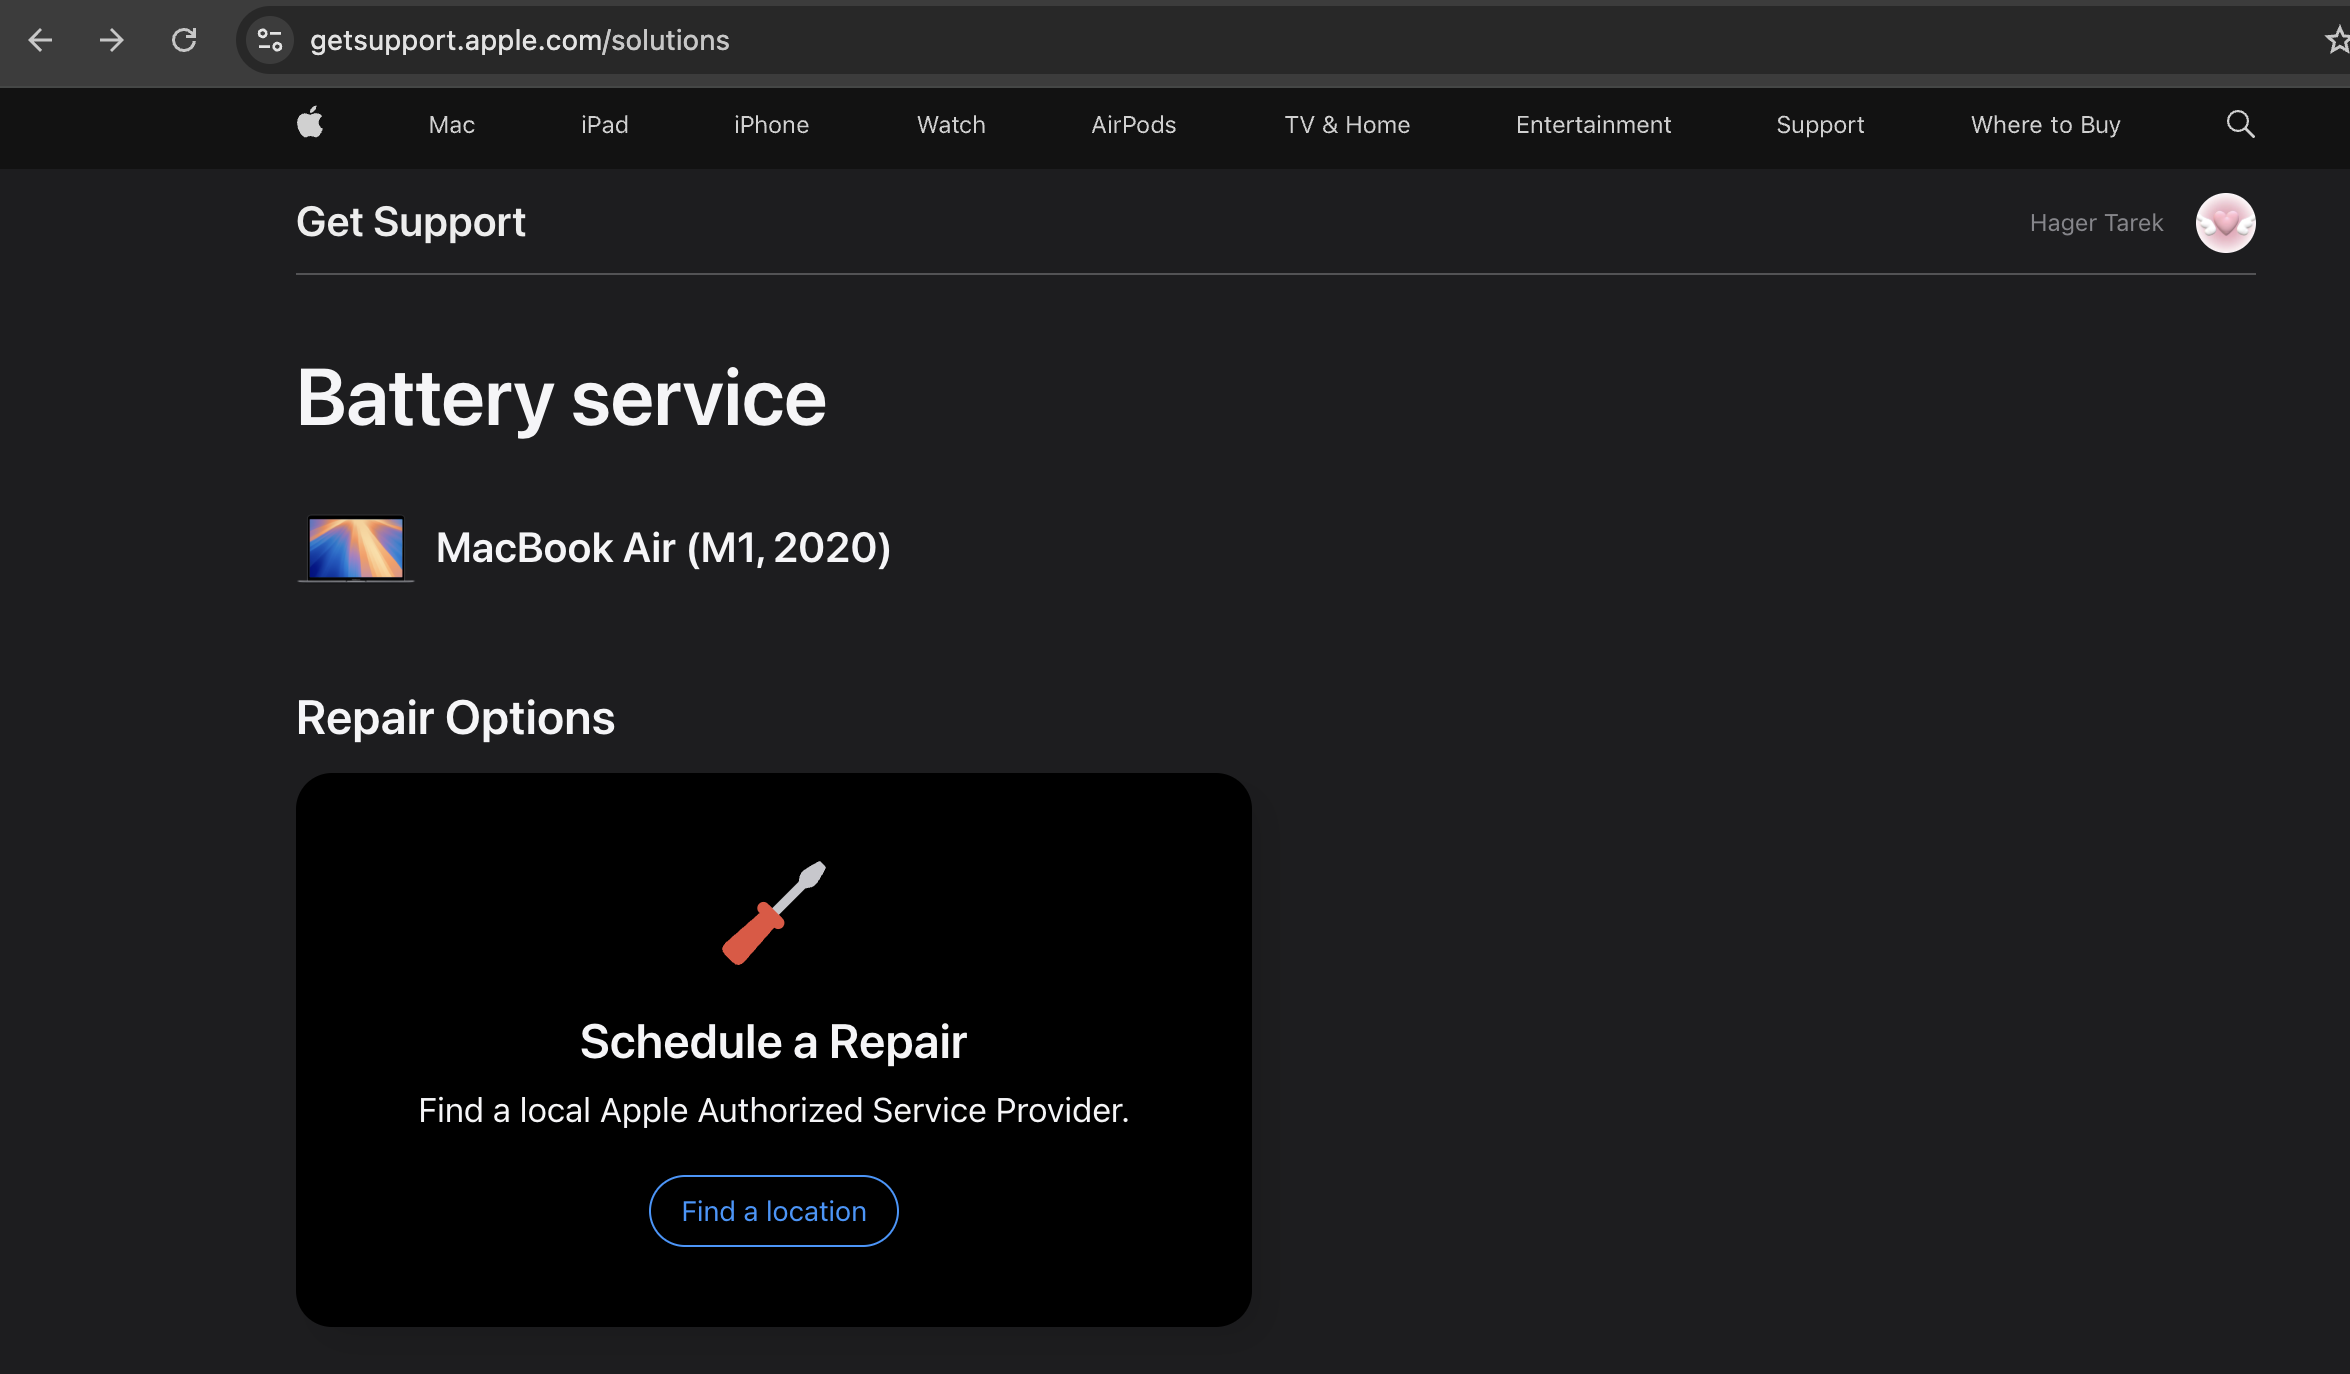 getsupport.apple.com/solutions
Mac iPad iPhone Watch AirPods TV & Home Entertainment Support Where to Buy
Get Support
Hager Tarek
Battery service
MacBook Air (M1, 2020)
Repair Options
Schedule a Repair
Find a local Apple Authorized Service Provider.
Find a location